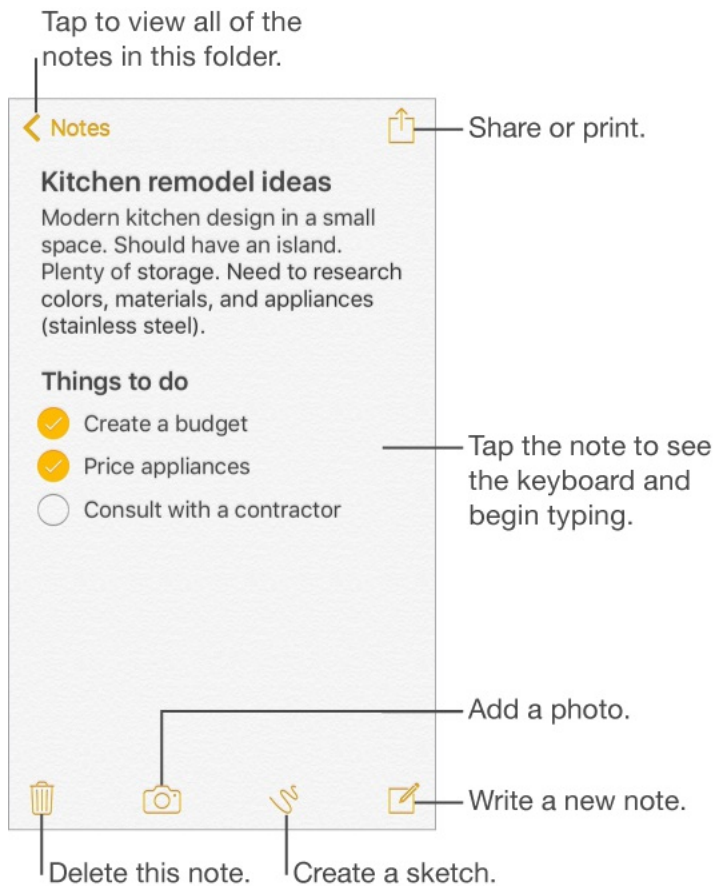 Tap to view all of the
notes in this folder.
Notes
Share or print.
Kitchen remodel ideas
Modern kitchen design in a small
space. Should have an island.
Plenty of storage. Need to research
colors, materials, and appliances
(stainless steel).
Things to do
Create a budget
Price appliances
Consult with a contractor
Tap the note to see
the keyboard and
begin typing.
Add a photo.
Write a new note.
Delete this note.
Create a sketch.